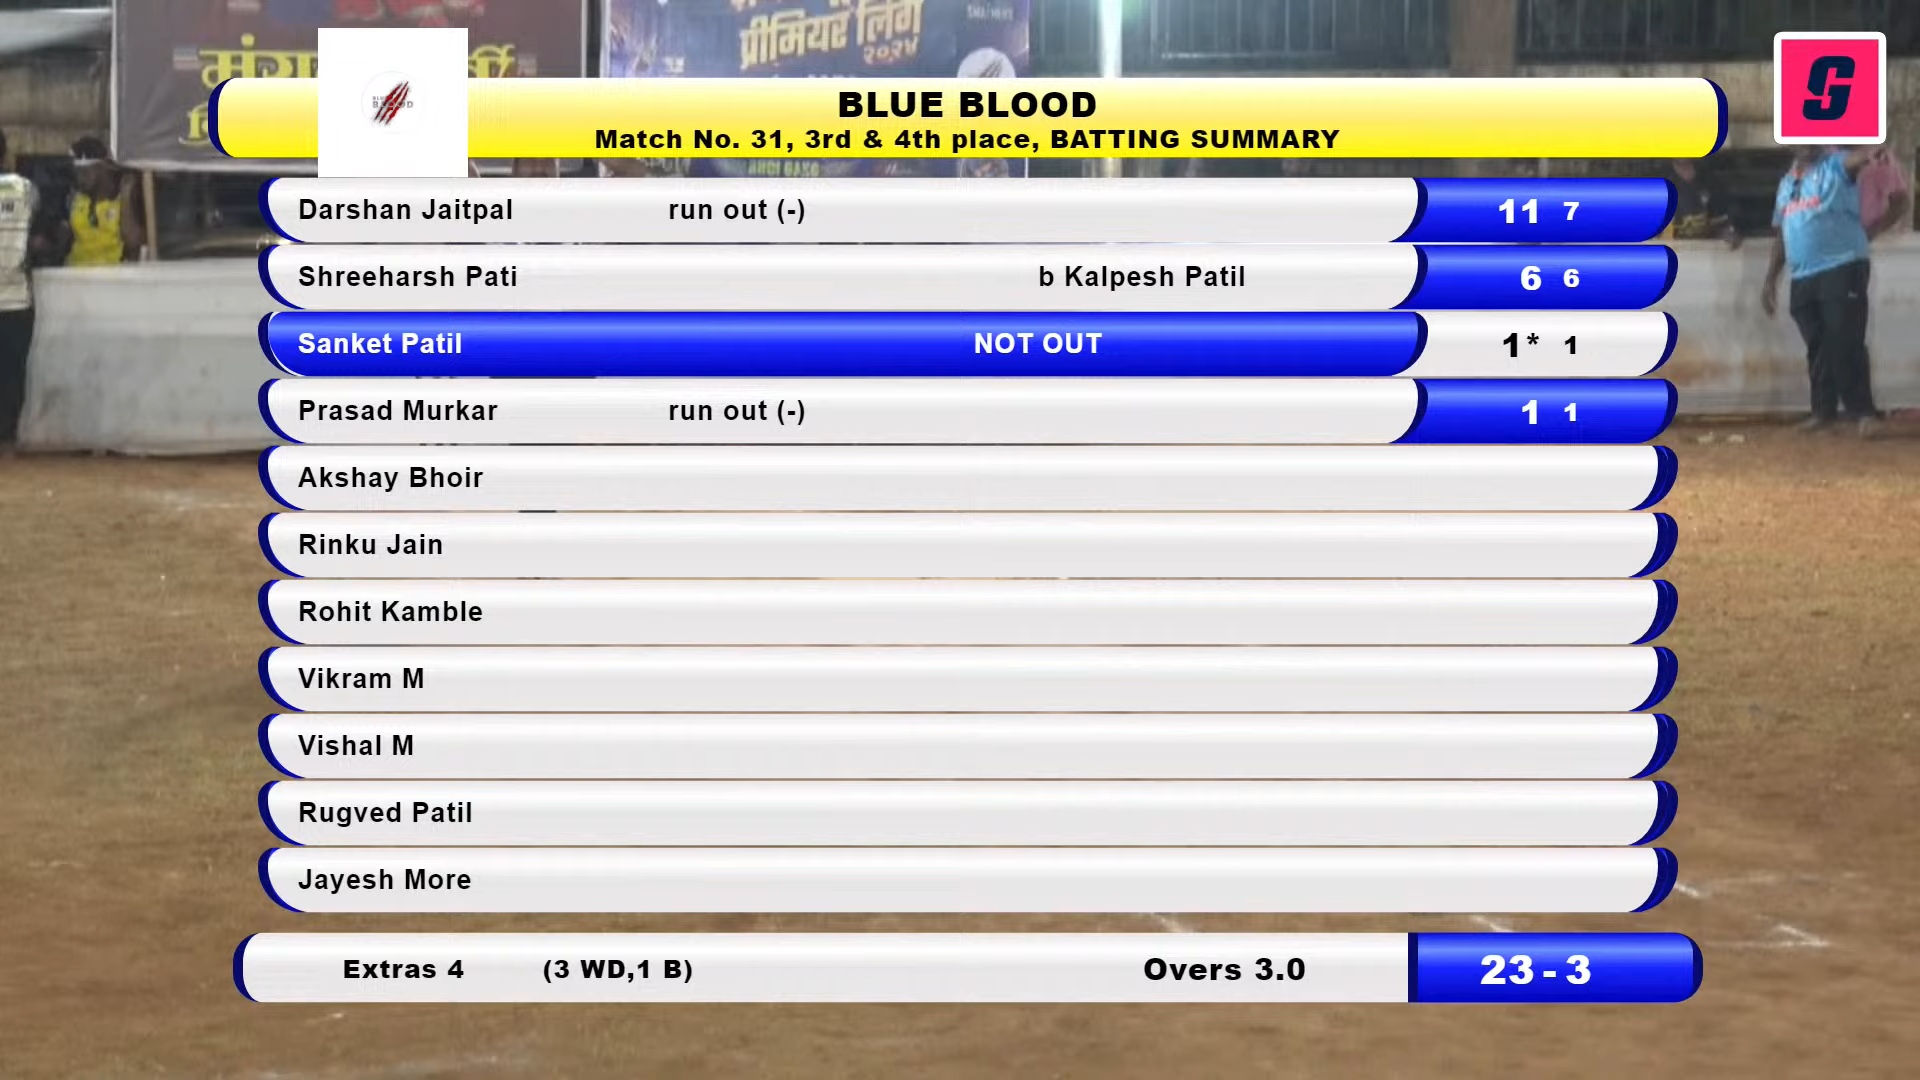 प्रीमियर लिग
२०२४
BLOOD
BLUE BLOOD
Match No. 31, 3rd & 4th place, BATTING SUMMARY
Darshan Jaitpal run out (-) 11 7
Shreeharsh Pati b Kalpesh Patil 6 6
Sanket Patil NOT OUT 1* 1
Prasad Murkar run out (-) 1 1
Akshay Bhoir
Rinku Jain
Rohit Kamble
Vikram M
Vishal M
Rugved Patil
Jayesh More
Extras 4 (3 WD,1 B) Overs 3.0 23 - 3